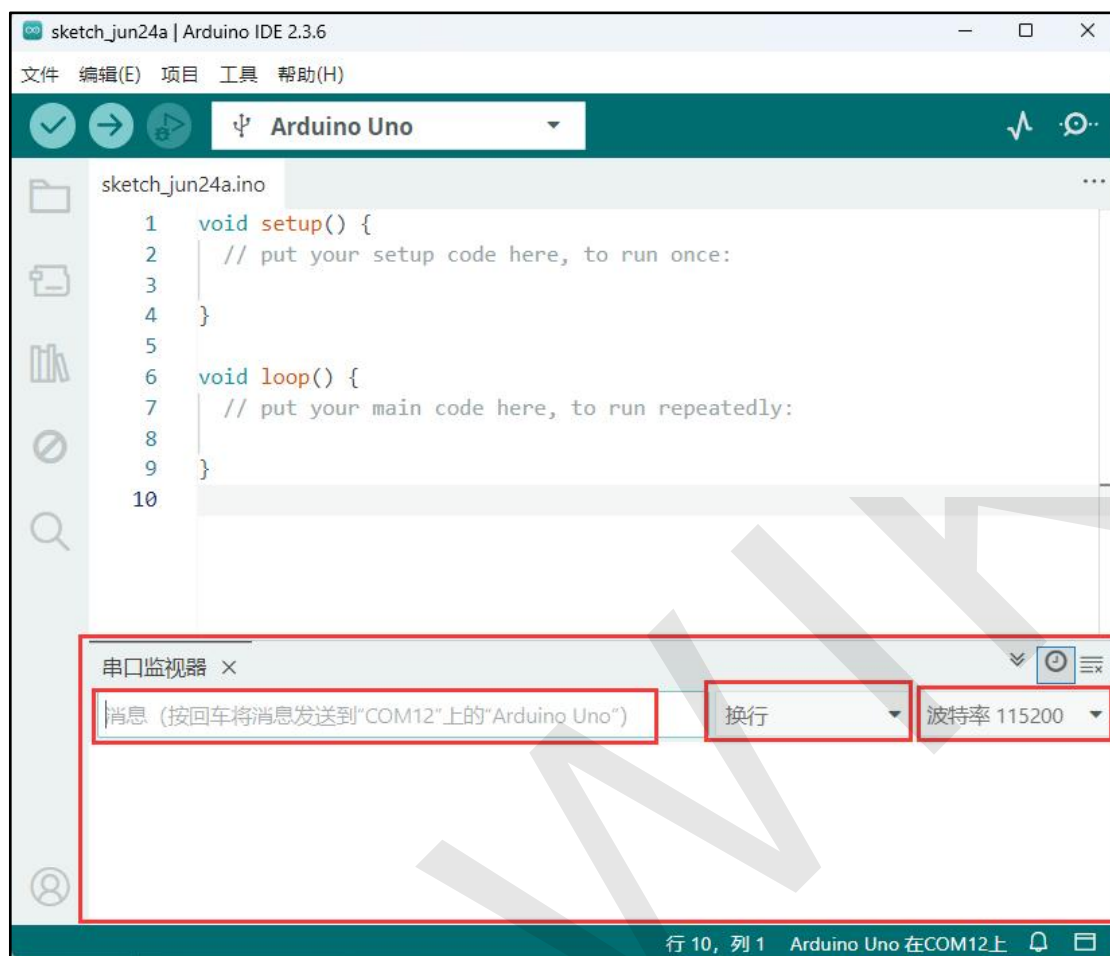 sketch_jun24a | Arduino IDE 2.3.6
文件 编辑(E) 项目 工具 帮助(H)
Arduino Uno
sketch_jun24a.ino
1 void setup() {
2 // put your setup code here, to run once:
3
4 }
5
6 void loop() {
7 // put your main code here, to run repeatedly:
8
9 }
10
串口监视器
消息（按回车将消息发送到“COM12”上的“Arduino Uno”） 换行 波特率 115200
行 10，列 1 Arduino Uno 在COM12上